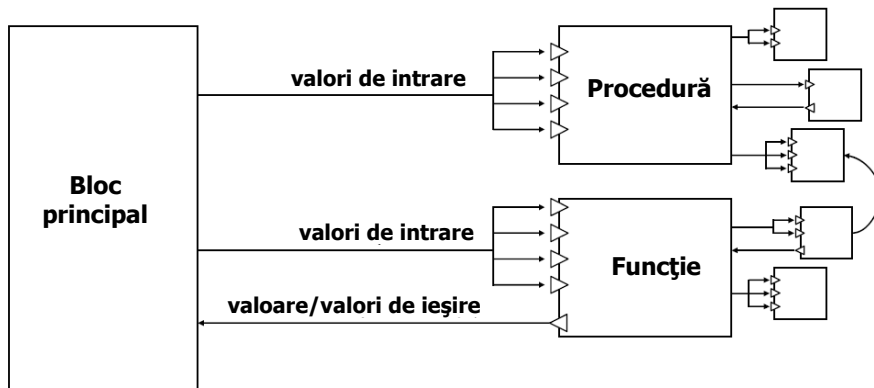 valori de intrare
Procedură
Bloc
principal
valori de intrare
Funcţie
valoare/valori de ieşire